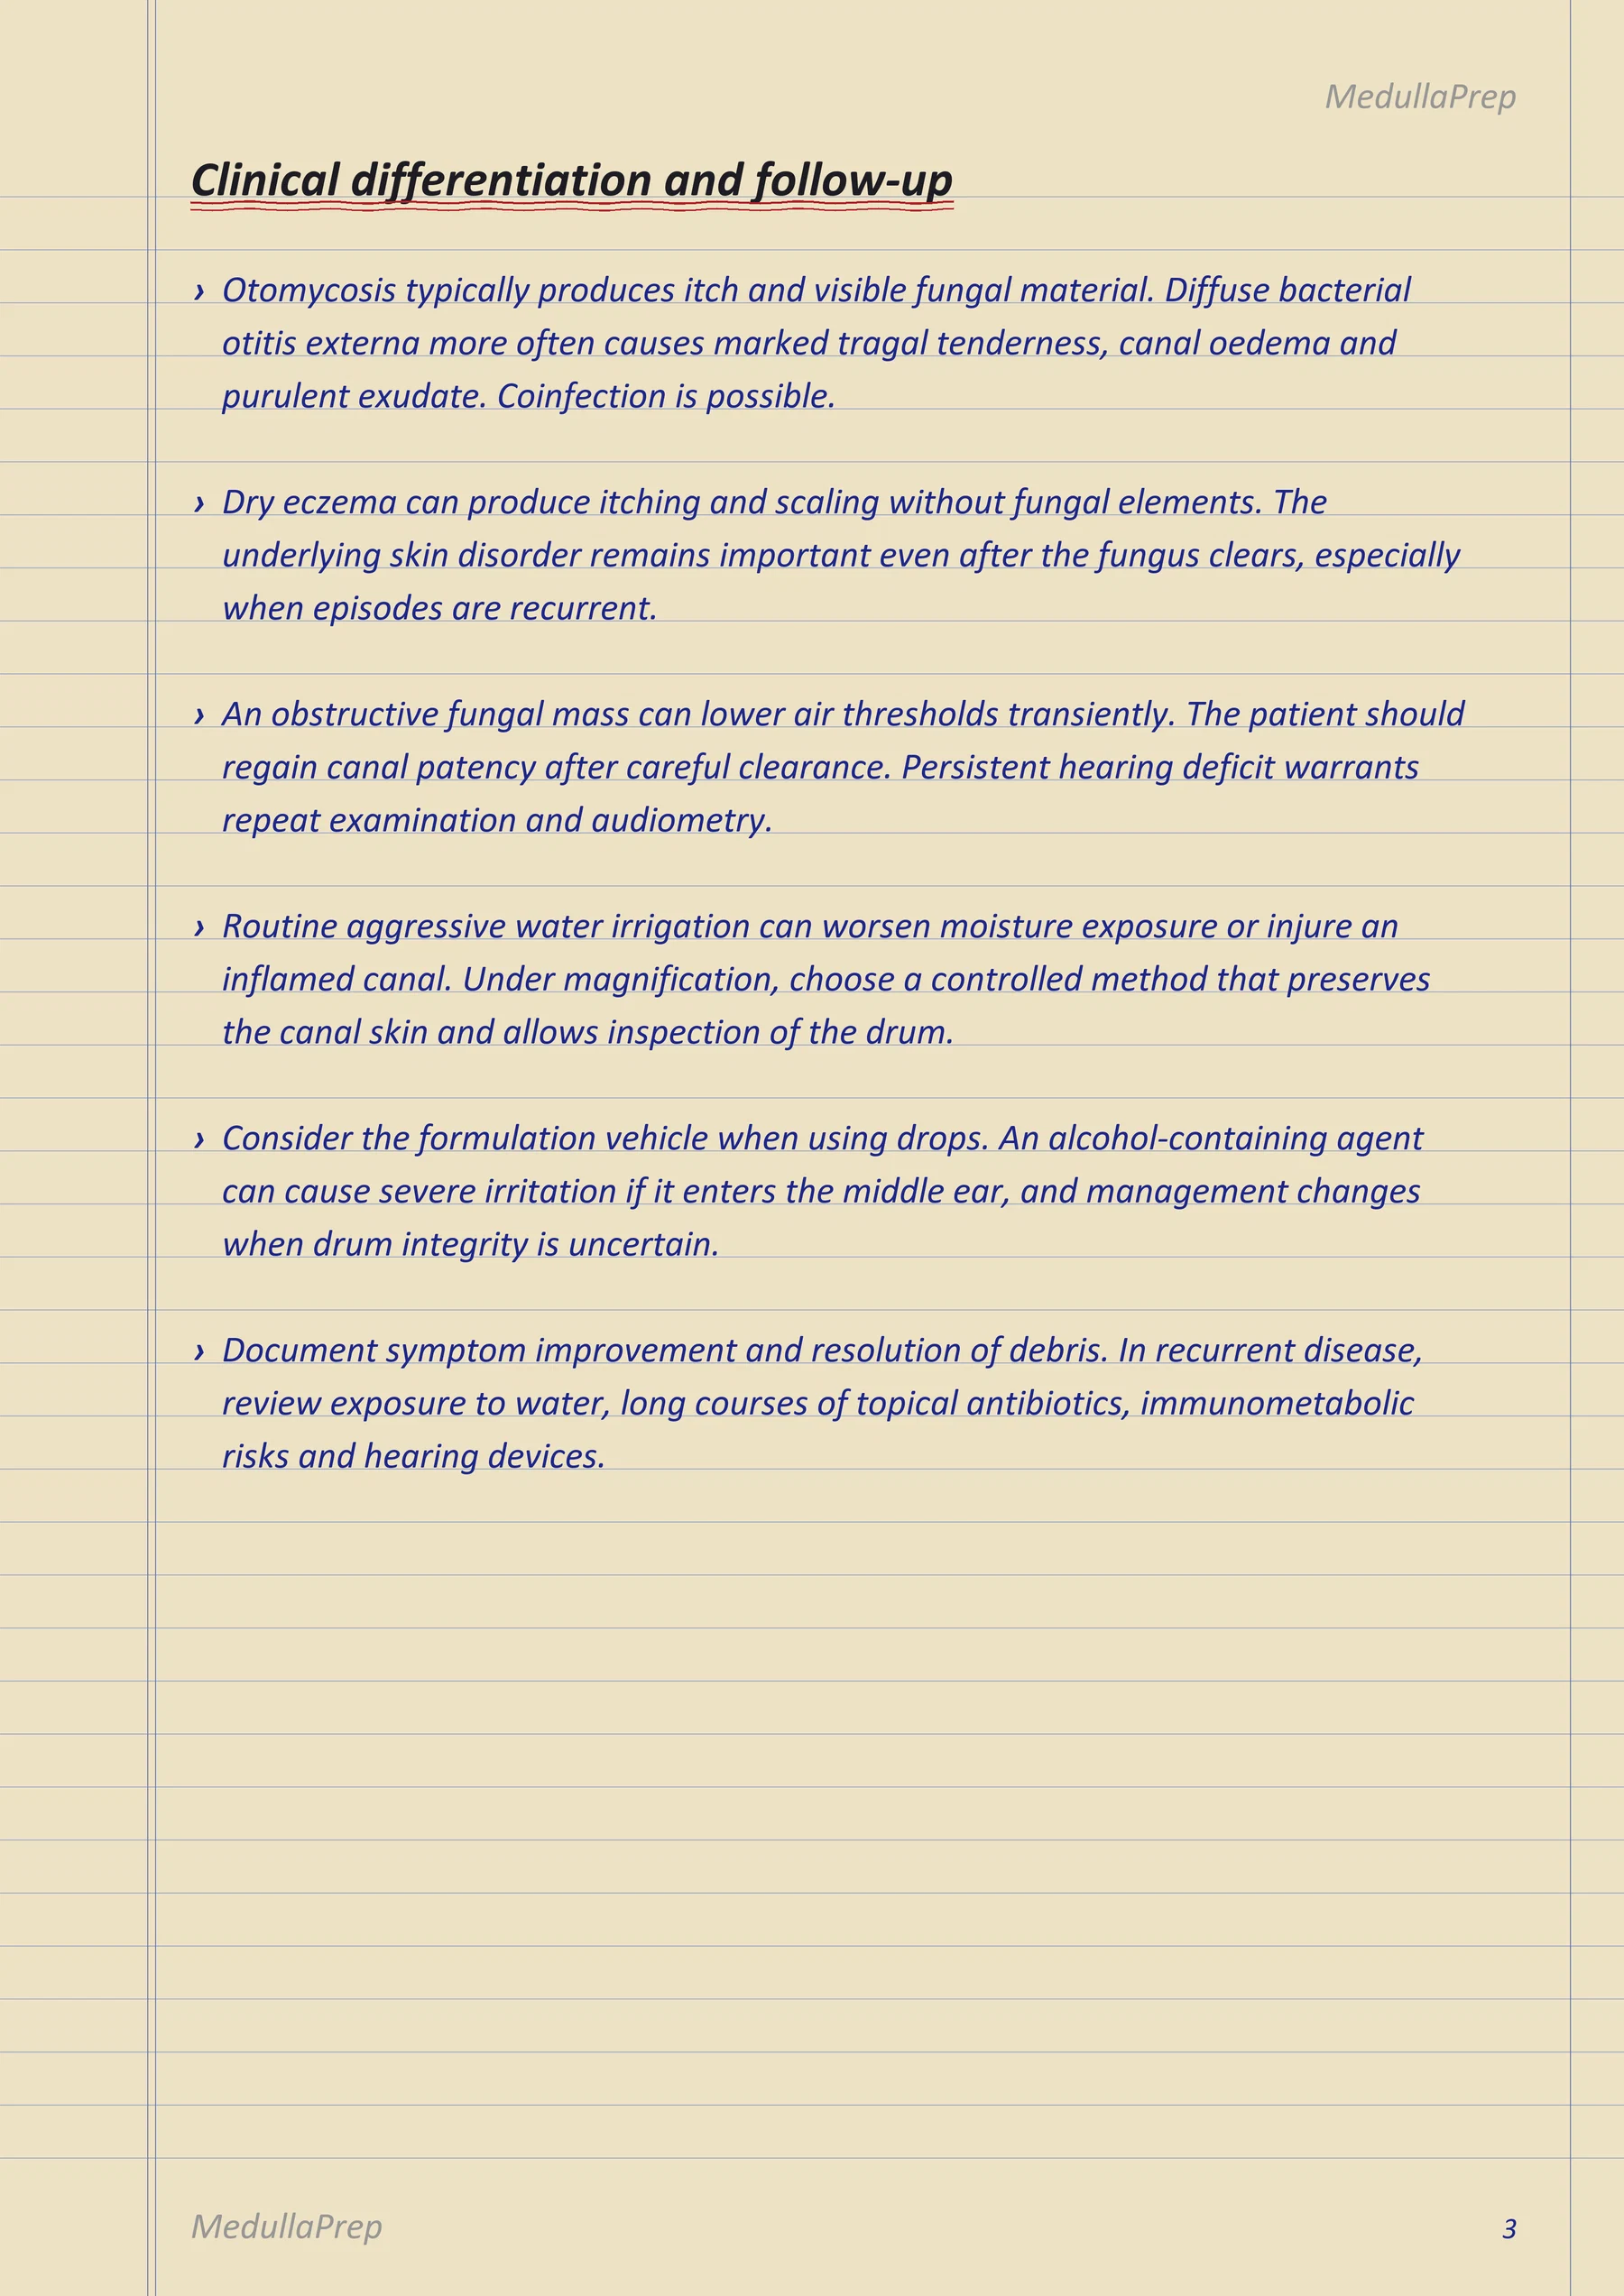 MedullaPrep
Clinical differentiation and follow-up
› Otomycosis typically produces itch and visible fungal material. Diffuse bacterial
otitis externa more often causes marked tragal tenderness, canal oedema and
purulent exudate. Coinfection is possible.
› Dry eczema can produce itching and scaling without fungal elements. The
underlying skin disorder remains important even after the fungus clears, especially
when episodes are recurrent.
› An obstructive fungal mass can lower air thresholds transiently. The patient should
regain canal patency after careful clearance. Persistent hearing deficit warrants
repeat examination and audiometry.
› Routine aggressive water irrigation can worsen moisture exposure or injure an
inflamed canal. Under magnification, choose a controlled method that preserves
the canal skin and allows inspection of the drum.
› Consider the formulation vehicle when using drops. An alcohol-containing agent
can cause severe irritation if it enters the middle ear, and management changes
when drum integrity is uncertain.
› Document symptom improvement and resolution of debris. In recurrent disease,
review exposure to water, long courses of topical antibiotics, immunometabolic
risks and hearing devices.
MedullaPrep
3